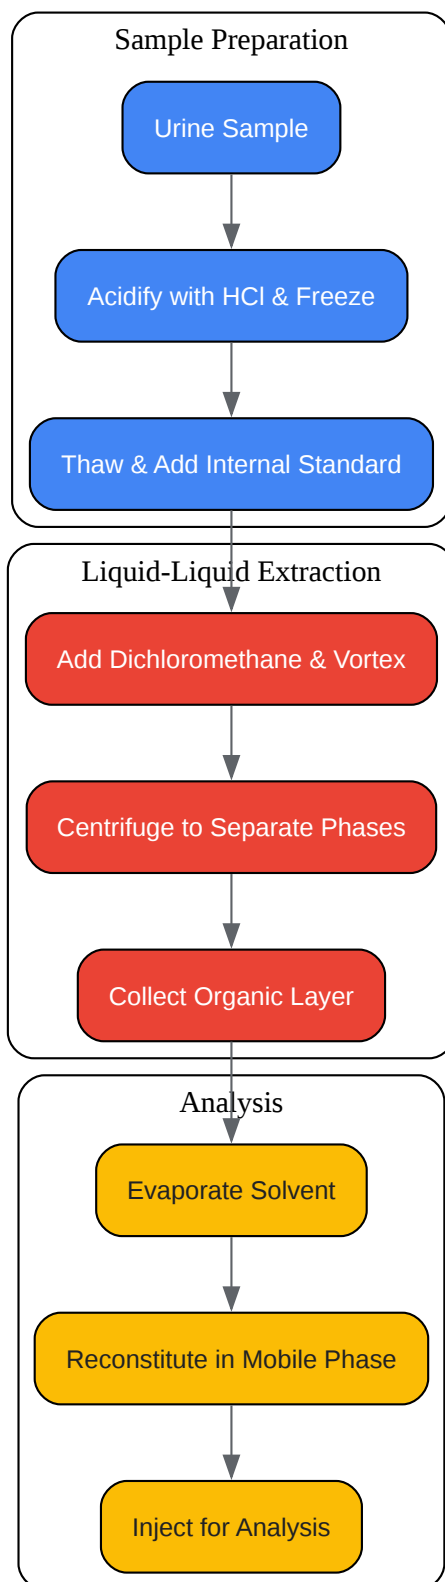 Sample Preparation
Urine Sample
Acidify with HCl & Freeze
Thaw & Add Internal Standard
Liquid-Liquid Extraction
Add Dichloromethane & Vortex
Centrifuge to Separate Phases
Collect Organic Layer
Analysis
Evaporate Solvent
Reconstitute in Mobile Phase
Inject for Analysis